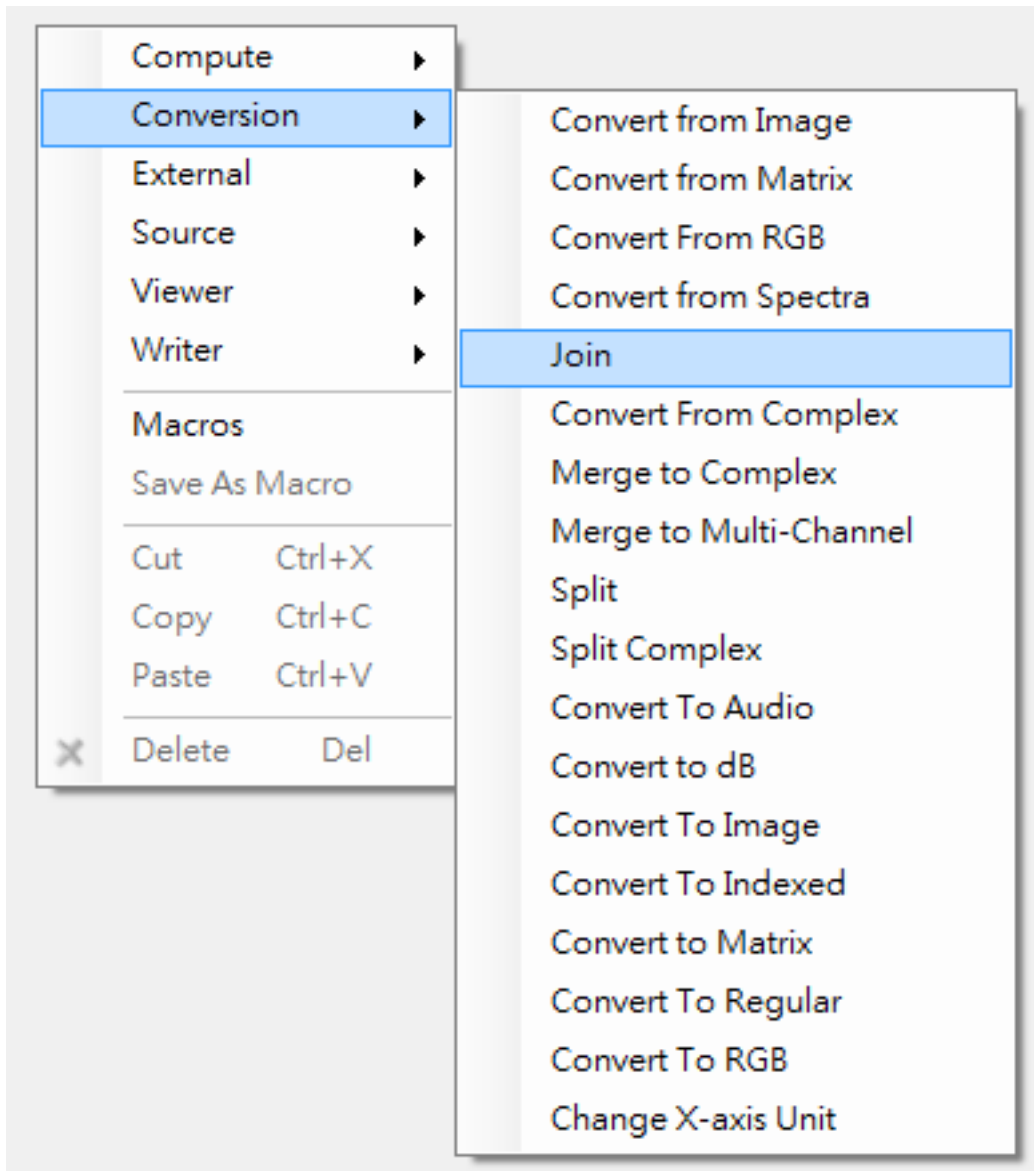 Compute
Conversion
External
Source
Viewer
Writer
Macros
Save As Macro
Cut Ctrl+X
Copy Ctrl+C
Paste Ctrl+V
Delete Del
Convert from Image
Convert from Matrix
Convert From RGB
Convert from Spectra
Join
Convert From Complex
Merge to Complex
Merge to Multi-Channel
Split
Split Complex
Convert To Audio
Convert to dB
Convert To Image
Convert To Indexed
Convert to Matrix
Convert To Regular
Convert To RGB
Change X-axis Unit